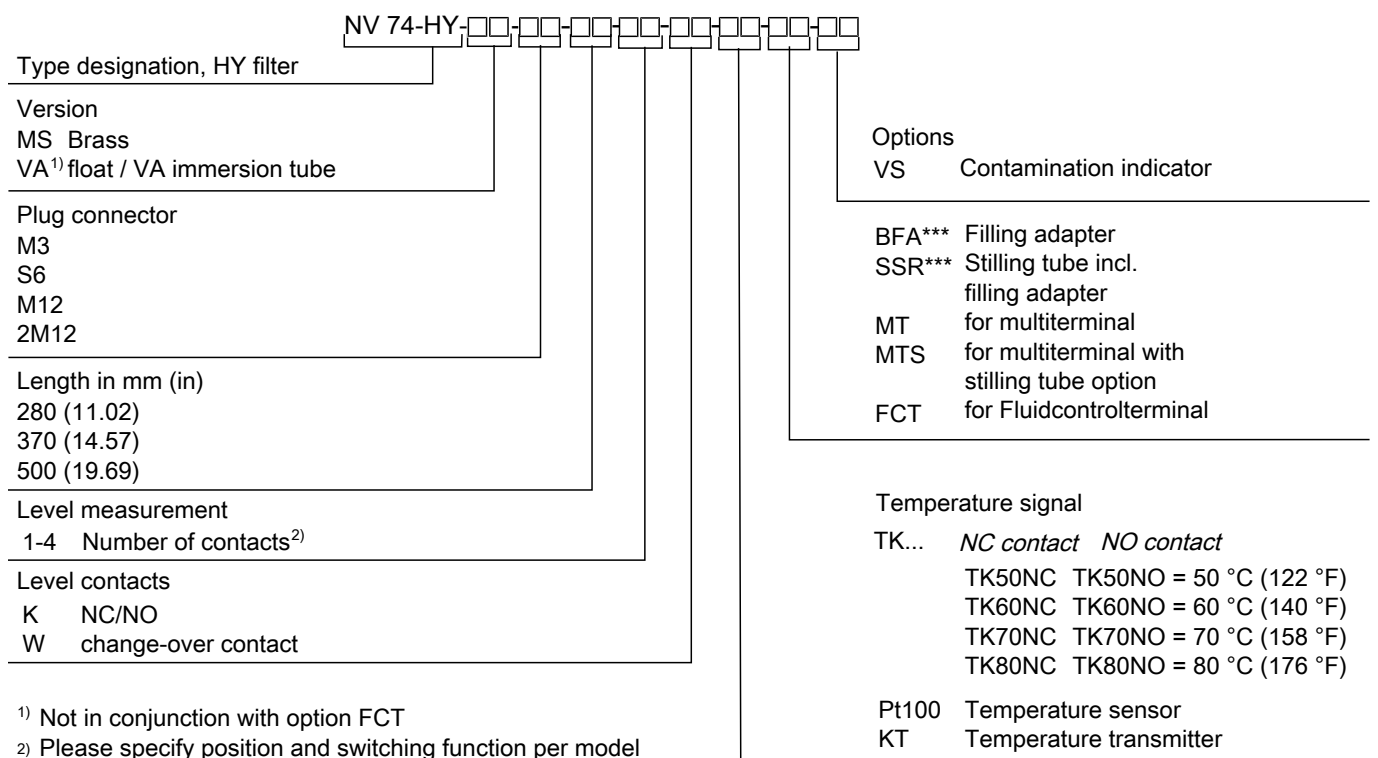 NV 74-HY-□□-□□-□□-□□-□□-□□-□□-□□
Type designation, HY filter
Version
MS Brass
VA1) float / VA immersion tube
Plug connector
M3
S6
M12
2M12
Length in mm (in)
280 (11.02)
370 (14.57)
500 (19.69)
Level measurement
1-4 Number of contacts2)
Level contacts
K NC/NO
W change-over contact
1) Not in conjunction with option FCT
2) Please specify position and switching function per model
Options
VS Contamination indicator
BFA*** Filling adapter
SSR*** Stilling tube incl.
filling adapter
MT for multiterminal
MTS for multiterminal with
stilling tube option
FCT for Fluidcontrolterminal
Temperature signal
TK... NC contact NO contact
TK50NC TK50NO = 50 °C (122 °F)
TK60NC TK60NO = 60 °C (140 °F)
TK70NC TK70NO = 70 °C (158 °F)
TK80NC TK80NO = 80 °C (176 °F)
Pt100 Temperature sensor
KT Temperature transmitter